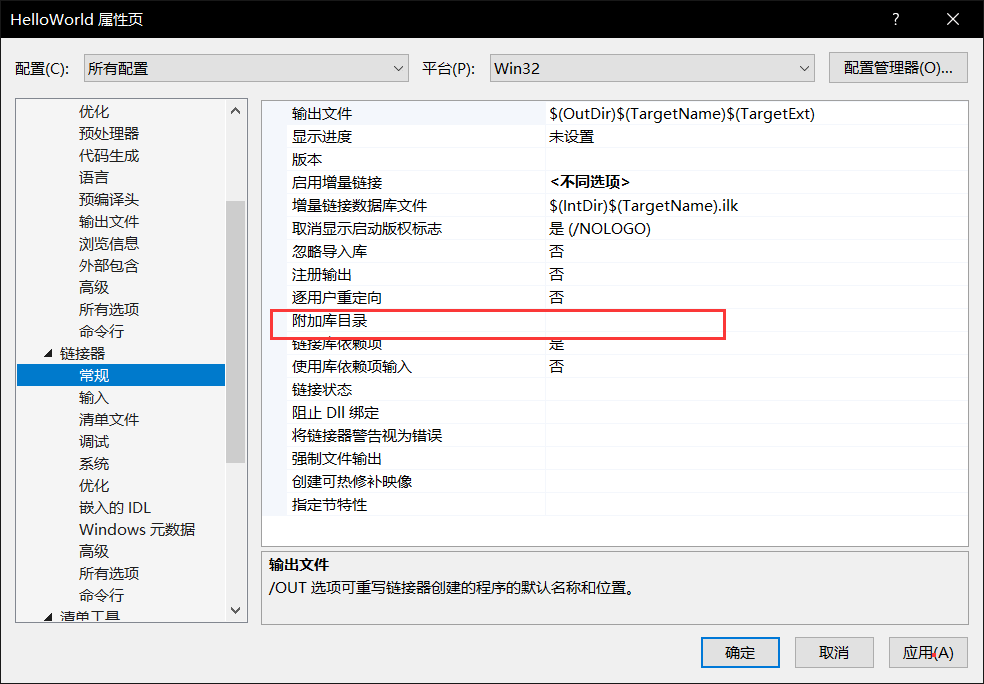 HelloWorld 属性页
配置(C): 所有配置 平台(P): Win32 配置管理器(O)...
优化
预处理器
代码生成
语言
预编译头
输出文件
浏览信息
外部包含
高级
所有选项
命令行
链接器
常规
输入
清单文件
调试
系统
优化
嵌入的 IDL
Windows 元数据
高级
所有选项
命令行
清单工具
输出文件 $(OutDir)$(TargetName)$(TargetExt)
显示进度 未设置
版本
启用增量链接 <不同选项>
增量链接数据库文件 $(IntDir)$(TargetName).ilk
取消显示启动版权标志 是 (/NOLOGO)
忽略导入库 否
注册输出 否
逐用户重定向 否
附加库目录
链接库依赖项 是
使用库依赖项输入 否
链接状态
阻止 Dll 绑定
将链接器警告视为错误
强制文件输出
创建可热修补映像
指定节特性
输出文件
/OUT 选项可重写链接器创建的程序的默认名称和位置。
确定 取消 应用(A)